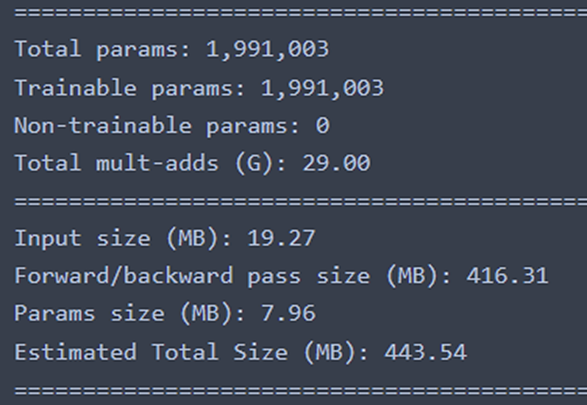 ==========================================
Total params: 1,991,003
Trainable params: 1,991,003
Non-trainable params: 0
Total mult-adds (G): 29.00
==========================================
Input size (MB): 19.27
Forward/backward pass size (MB): 416.31
Params size (MB): 7.96
Estimated Total Size (MB): 443.54
==========================================